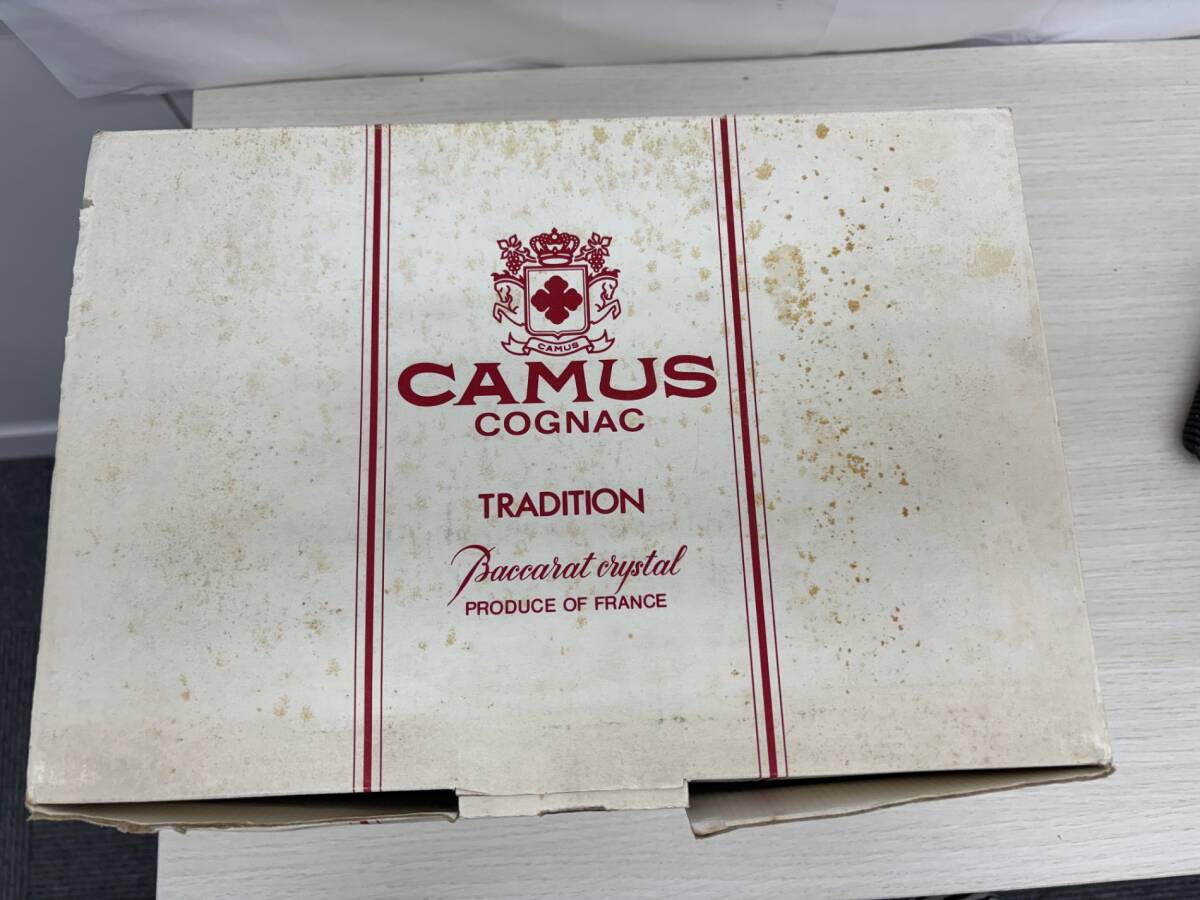 CAMUS
CAMUS
COGNAC
TRADITION
Baccarat crystal
PRODUCE OF FRANCE